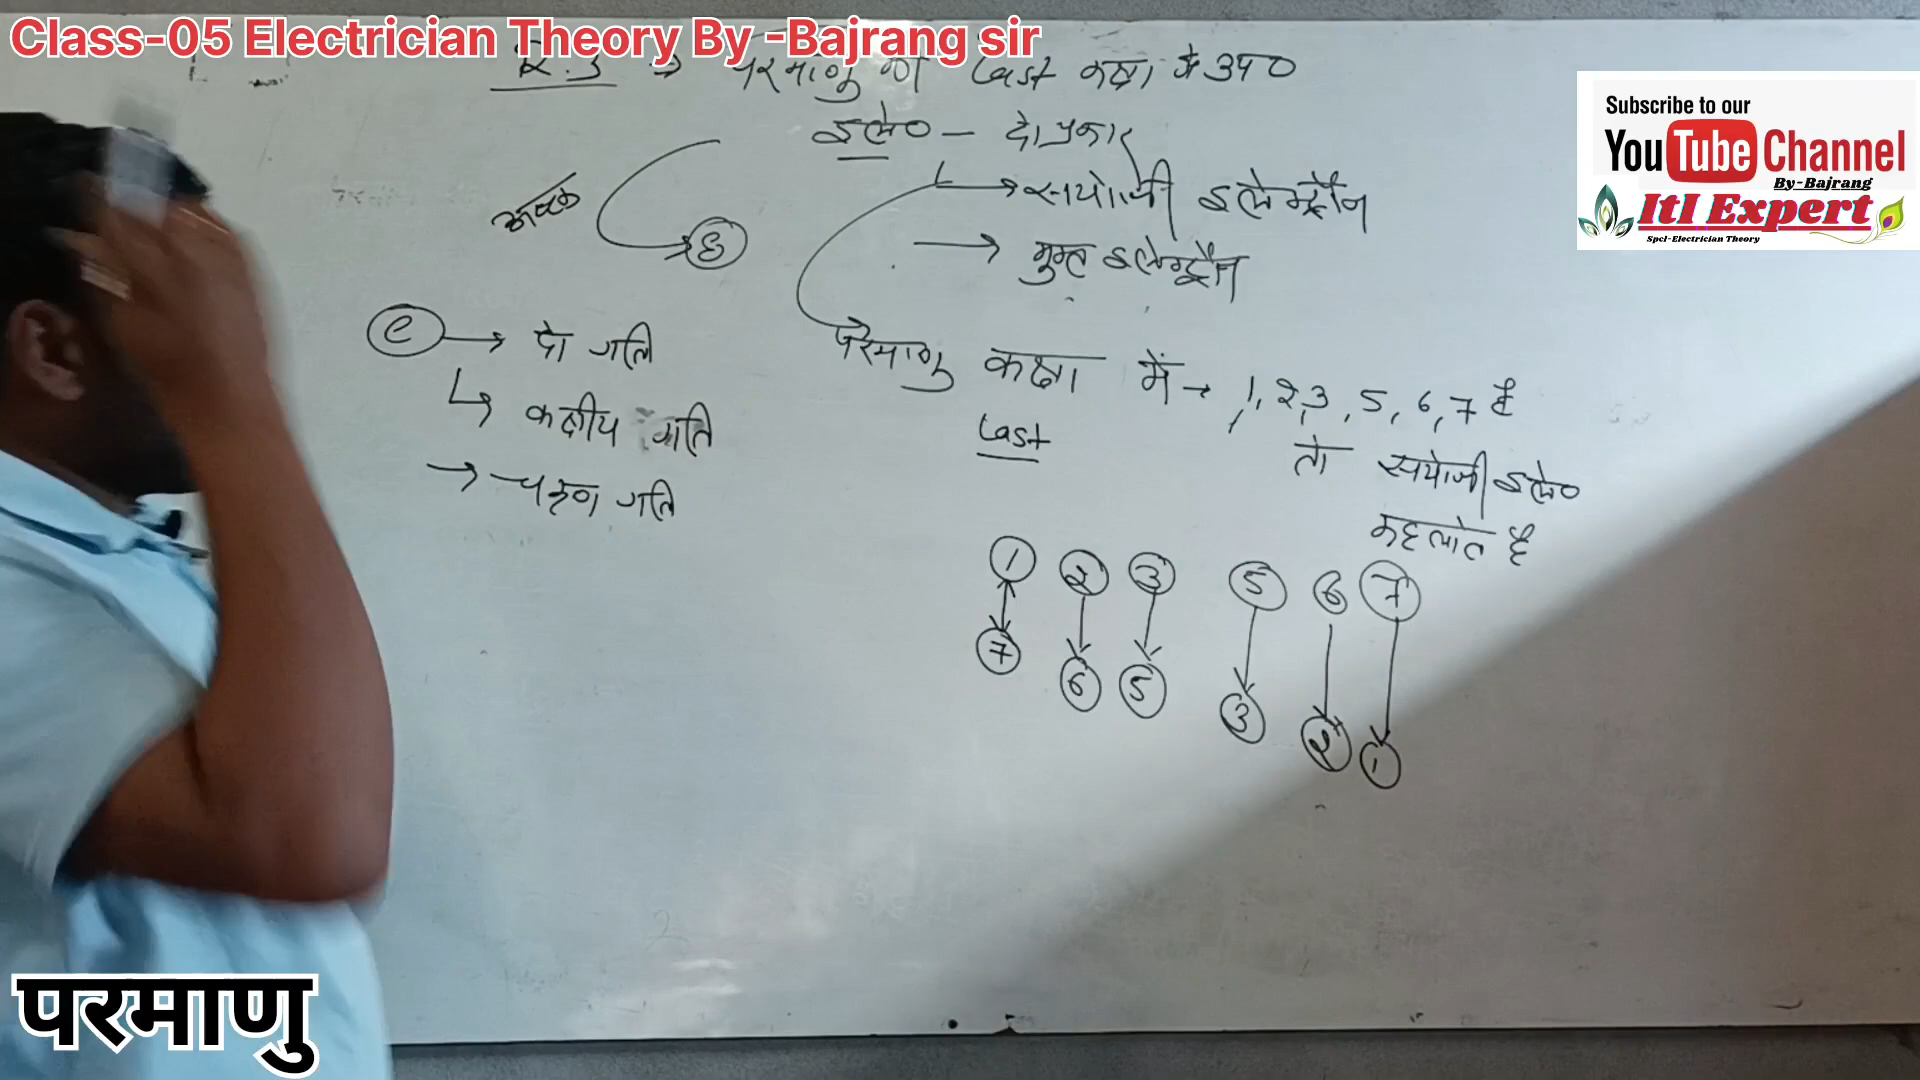 Class-05 Electrician Theory By -Bajrang sir
परमाणु की Last कक्षा में उप०
इले० - दो प्रकार
→ सयोजी इलेक्ट्रॉन
→ मुक्त इलेक्ट्रॉन
8
e → दो गति
↳ कक्षीय गति
→ चक्रण गति
परमाणु कक्षा में → 1, 2, 3, 5, 6, 7 है
Last
तो सयोजी इले०
कहलाते है
1 2 3 5 6 7
7 6 5 3 2 1
Subscribe to our
YouTube Channel
By-Bajrang
ItI Expert
Spcl-Electrician Theory
परमाणु